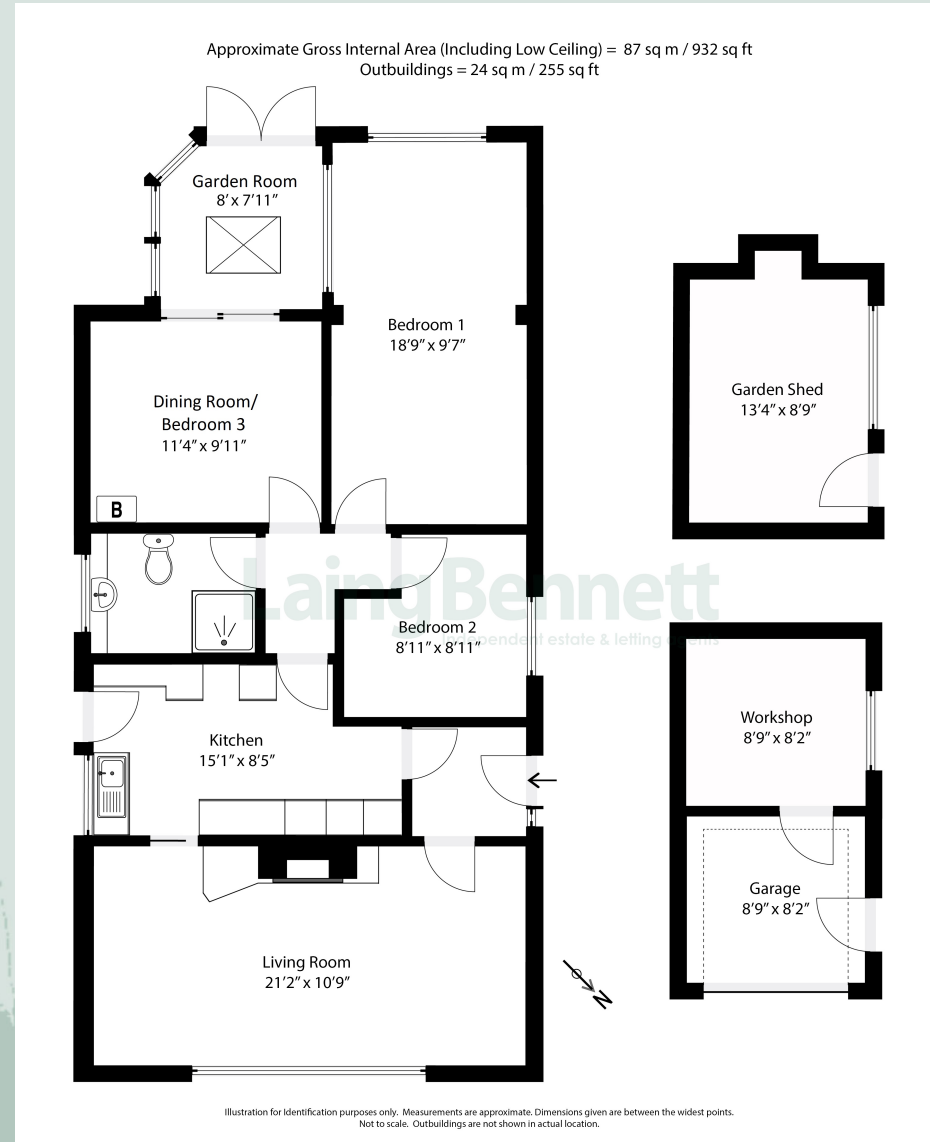 Approximate Gross Internal Area (Including Low Ceiling) = 87 sq m / 932 sq ft
Outbuildings = 24 sq m / 255 sq ft
Garden Room
8’ x 7’11”
Bedroom 1
18’9” x 9’7”
Dining Room/
Bedroom 3
11’4” x 9’11”
B
Garden Shed
13’4” x 8’9”
LaingBennett
independent estate & letting agents
Bedroom 2
8’11” x 8’11”
Kitchen
15’1” x 8’5”
Workshop
8’9” x 8’2”
Garage
8’9” x 8’2”
Living Room
21’2” x 10’9”
N
Illustration for Identification purposes only. Measurements are approximate. Dimensions given are between the widest points.
Not to scale. Outbuildings are not shown in actual location.